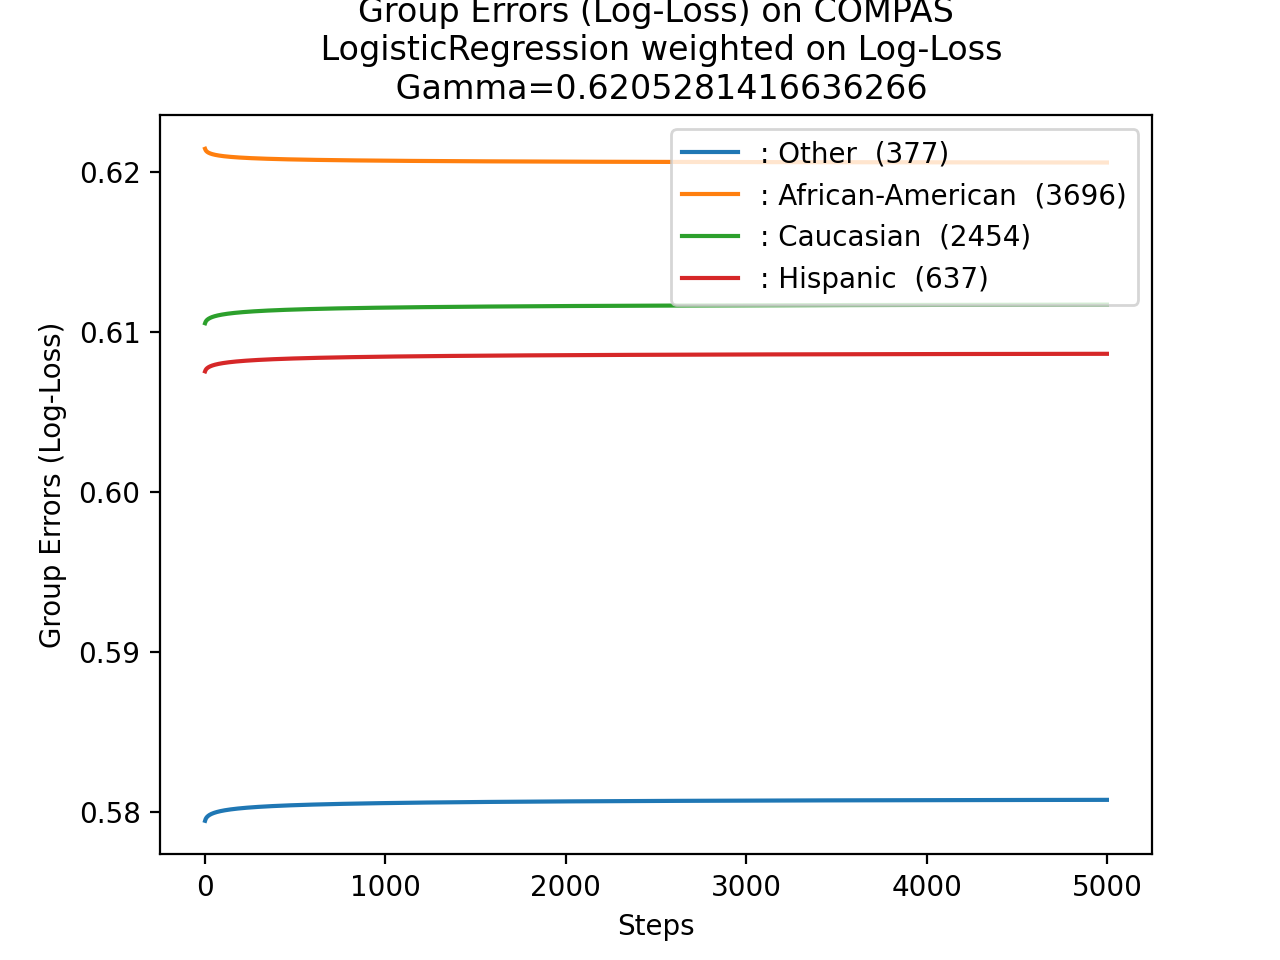 Group Errors (Log-Loss) on COMPAS
LogisticRegression weighted on Log-Loss
Gamma=0.6205281416636266
: Other (377)
: African-American (3696)
: Caucasian (2454)
: Hispanic (637)
Group Errors (Log-Loss)
0.62
0.61
0.60
0.59
0.58
0 1000 2000 3000 4000 5000
Steps